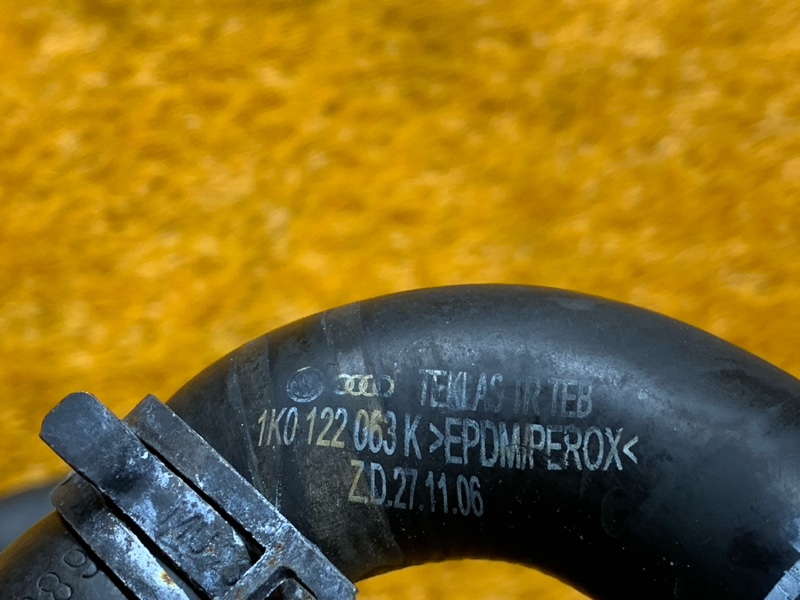 TEKLAS TR TEB
1K0 122 063 K >EPDM/PEROX<
Z.D.27.11.06